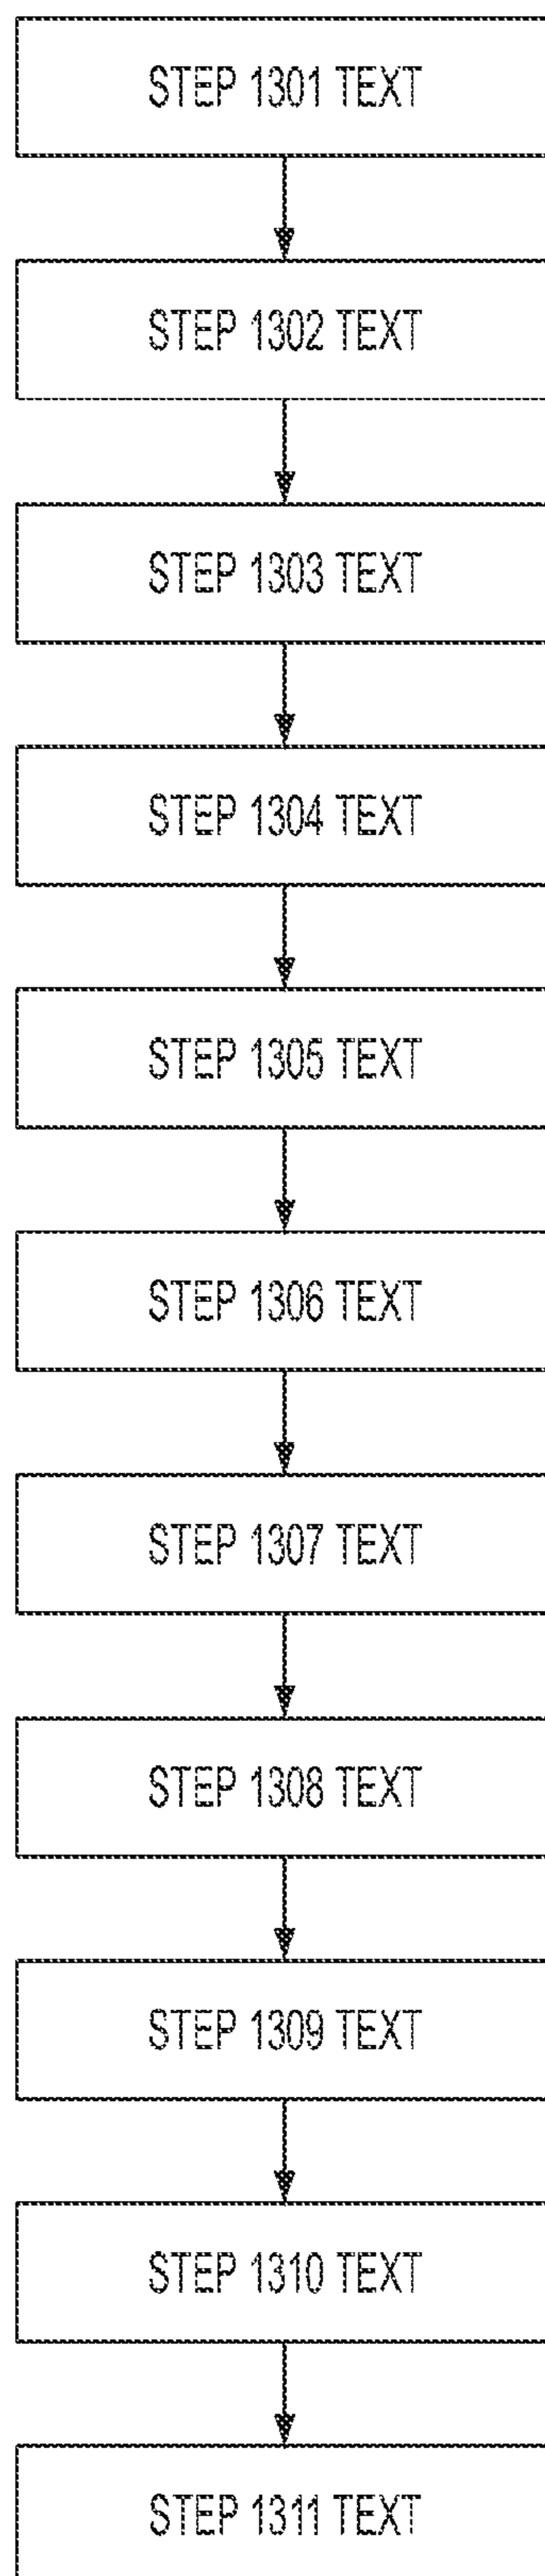 STEP 1301 TEXT
STEP 1302 TEXT
STEP 1303 TEXT
STEP 1304 TEXT
STEP 1305 TEXT
STEP 1306 TEXT
STEP 1307 TEXT
STEP 1308 TEXT
STEP 1309 TEXT
STEP 1310 TEXT
STEP 1311 TEXT